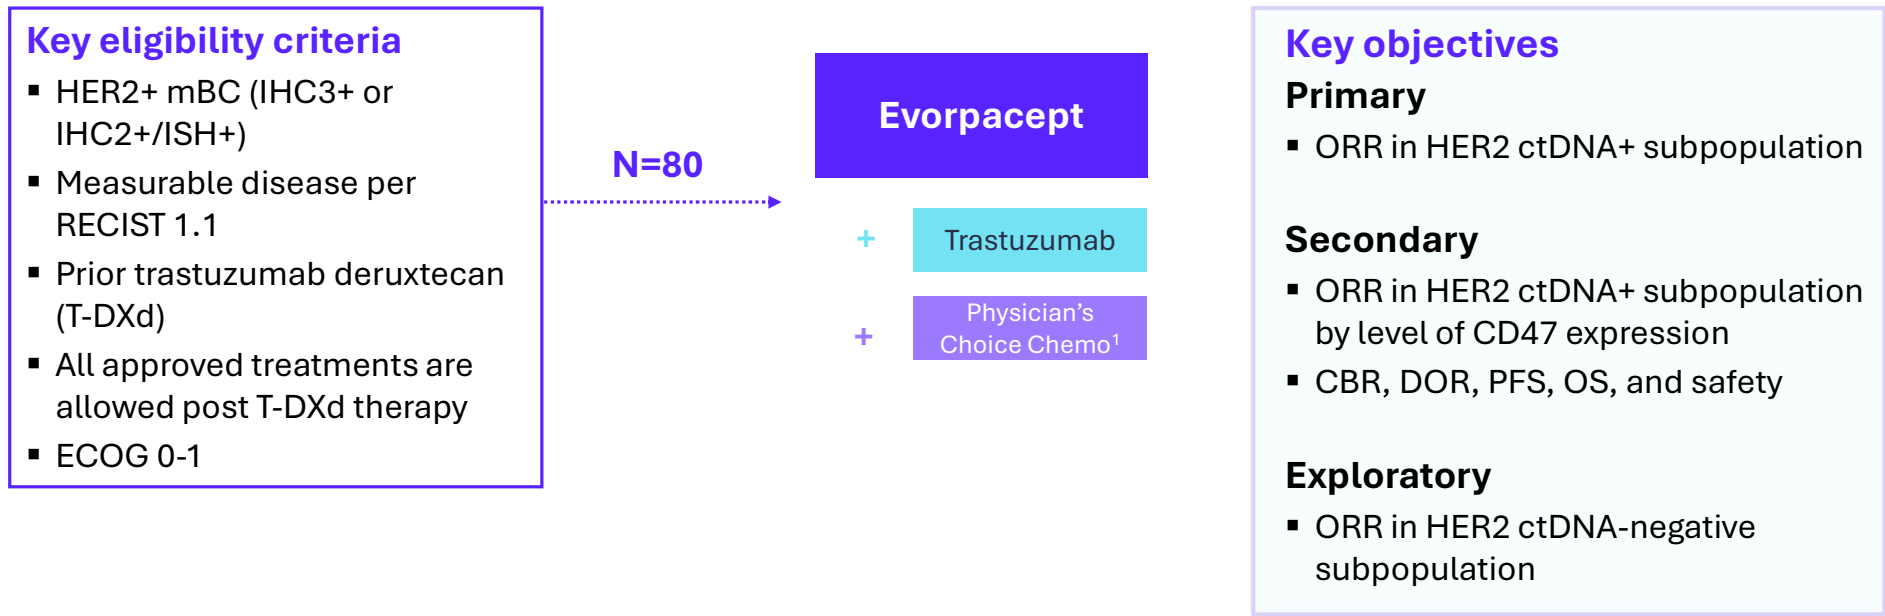 Key eligibility criteria
▪ HER2+ mBC (IHC3+ or
IHC2+/ISH+)
▪ Measurable disease per
RECIST 1.1
▪ Prior trastuzumab deruxtecan
(T-DXd)
▪ All approved treatments are
allowed post T-DXd therapy
▪ ECOG 0-1
N=80
Evorpacept
+ Trastuzumab
+ Physician’s
Choice Chemo¹
Key objectives
Primary
▪ ORR in HER2 ctDNA+ subpopulation
Secondary
▪ ORR in HER2 ctDNA+ subpopulation
by level of CD47 expression
▪ CBR, DOR, PFS, OS, and safety
Exploratory
▪ ORR in HER2 ctDNA-negative
subpopulation